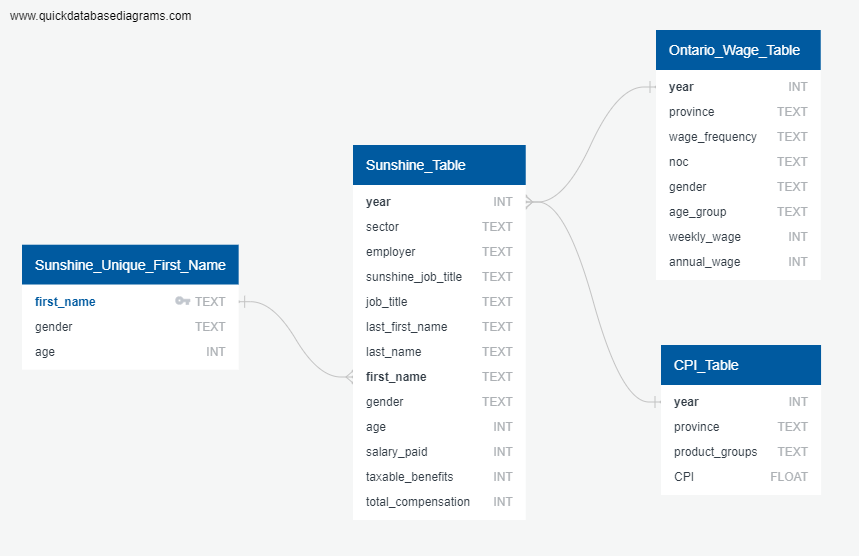 www.quickdatabasediagrams.com
Sunshine_Unique_First_Name
first_name TEXT
gender TEXT
age INT
Sunshine_Table
year INT
sector TEXT
employer TEXT
sunshine_job_title TEXT
job_title TEXT
last_first_name TEXT
last_name TEXT
first_name TEXT
gender TEXT
age INT
salary_paid INT
taxable_benefits INT
total_compensation INT
Ontario_Wage_Table
year INT
province TEXT
wage_frequency TEXT
noc TEXT
gender TEXT
age_group TEXT
weekly_wage INT
annual_wage INT
CPI_Table
year INT
province TEXT
product_groups TEXT
CPI FLOAT